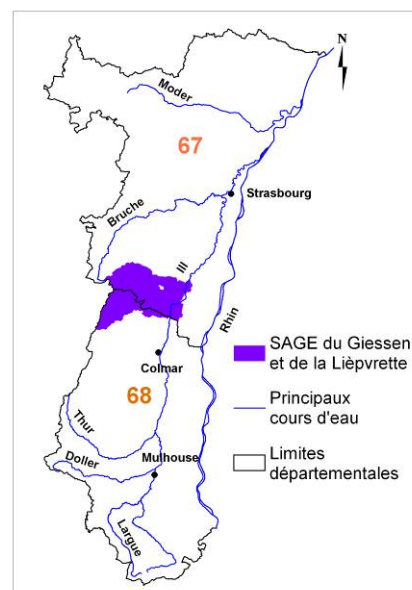 N
Moder
67
Strasbourg
Bruche
Ill
Rhin
SAGE du Giessen
et de la Lièpvrette
Colmar
Principaux
cours d'eau
68
Thur
Limites
départementales
Doller
Mulhouse
Largue